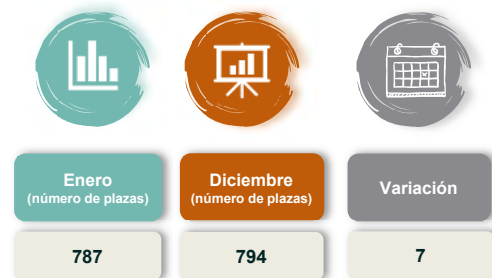 Enero
(número de plazas)
Diciembre
(número de plazas)
Variación
787
794
7